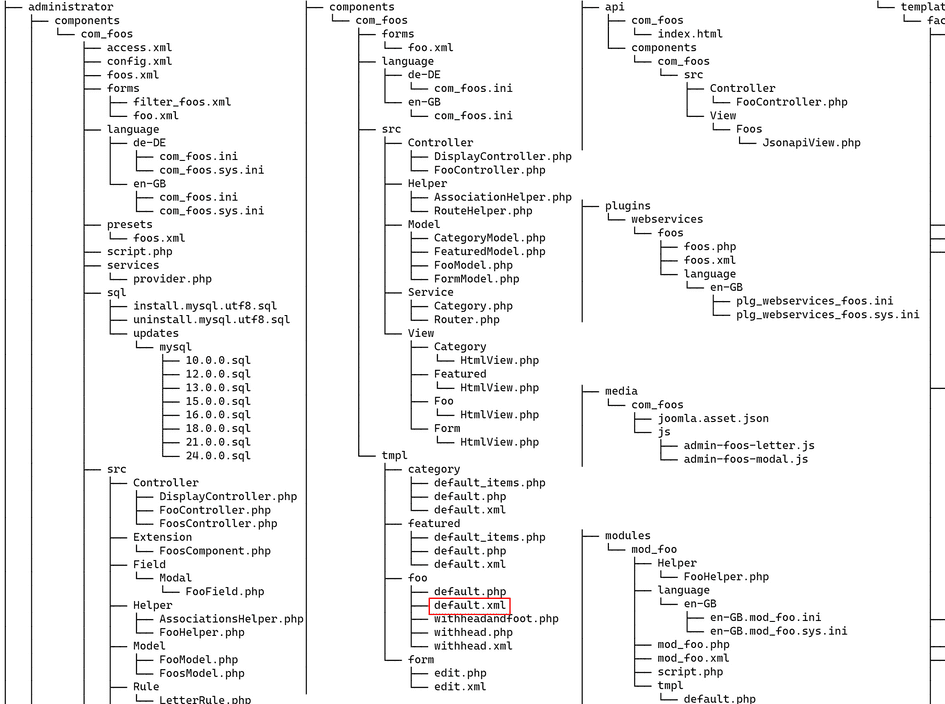 administrator
components
com_foos
access.xml
config.xml
foos.xml
forms
filter_foos.xml
foo.xml
language
de-DE
com_foos.ini
com_foos.sys.ini
en-GB
com_foos.ini
com_foos.sys.ini
presets
foos.xml
script.php
services
provider.php
sql
install.mysql.utf8.sql
uninstall.mysql.utf8.sql
updates
mysql
10.0.0.sql
12.0.0.sql
13.0.0.sql
15.0.0.sql
16.0.0.sql
18.0.0.sql
21.0.0.sql
24.0.0.sql
src
Controller
DisplayController.php
FooController.php
FoosController.php
Extension
FoosComponent.php
Field
Modal
FooField.php
Helper
AssociationsHelper.php
FooHelper.php
Model
FooModel.php
FoosModel.php
Rule
LetterRule.php
components
com_foos
forms
foo.xml
language
de-DE
com_foos.ini
en-GB
com_foos.ini
src
Controller
DisplayController.php
FooController.php
Helper
AssociationHelper.php
RouteHelper.php
Model
CategoryModel.php
FeaturedModel.php
FooModel.php
FormModel.php
Service
Category.php
Router.php
View
Category
HtmlView.php
Featured
HtmlView.php
Foo
HtmlView.php
Form
HtmlView.php
tmpl
category
default_items.php
default.php
default.xml
featured
default_items.php
default.php
default.xml
foo
default.php
default.xml
withheadandfoot.php
withhead.php
withhead.xml
form
edit.php
edit.xml
api
com_foos
index.html
components
com_foos
src
Controller
FooController.php
View
Foos
JsonapiView.php
plugins
webservices
foos
foos.php
foos.xml
language
en-GB
plg_webservices_foos.ini
plg_webservices_foos.sys.ini
media
com_foos
joomla.asset.json
js
admin-foos-letter.js
admin-foos-modal.js
modules
mod_foo
Helper
FooHelper.php
language
en-GB
en-GB.mod_foo.ini
en-GB.mod_foo.sys.ini
mod_foo.php
mod_foo.xml
script.php
tmpl
default.php
templat
fac